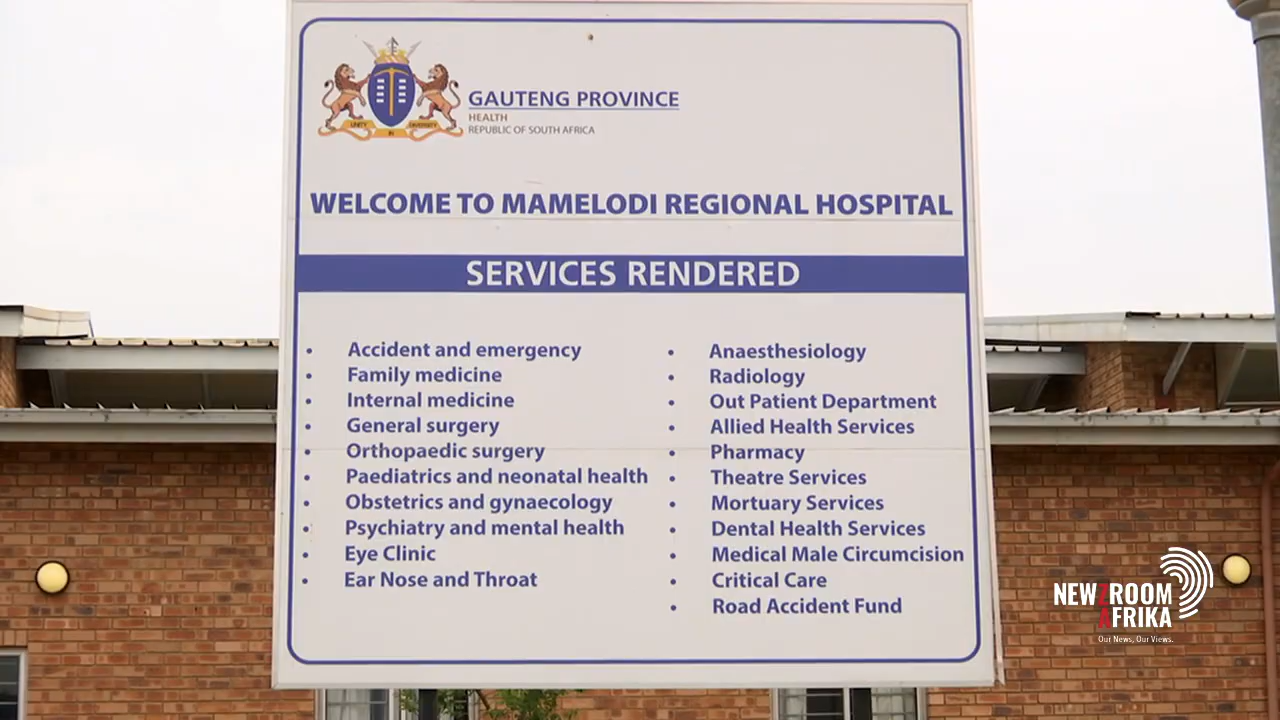 UNITY IN DIVERSITY
GAUTENG PROVINCE
HEALTH
REPUBLIC OF SOUTH AFRICA
WELCOME TO MAMELODI REGIONAL HOSPITAL
SERVICES RENDERED
• Accident and emergency
• Family medicine
• Internal medicine
• General surgery
• Orthopaedic surgery
• Paediatrics and neonatal health
• Obstetrics and gynaecology
• Psychiatry and mental health
• Eye Clinic
• Ear Nose and Throat
• Anaesthesiology
• Radiology
• Out Patient Department
• Allied Health Services
• Pharmacy
• Theatre Services
• Mortuary Services
• Dental Health Services
• Medical Male Circumcision
• Critical Care
• Road Accident Fund
NEWZROOM
AFRIKA
Our News, Our Views.